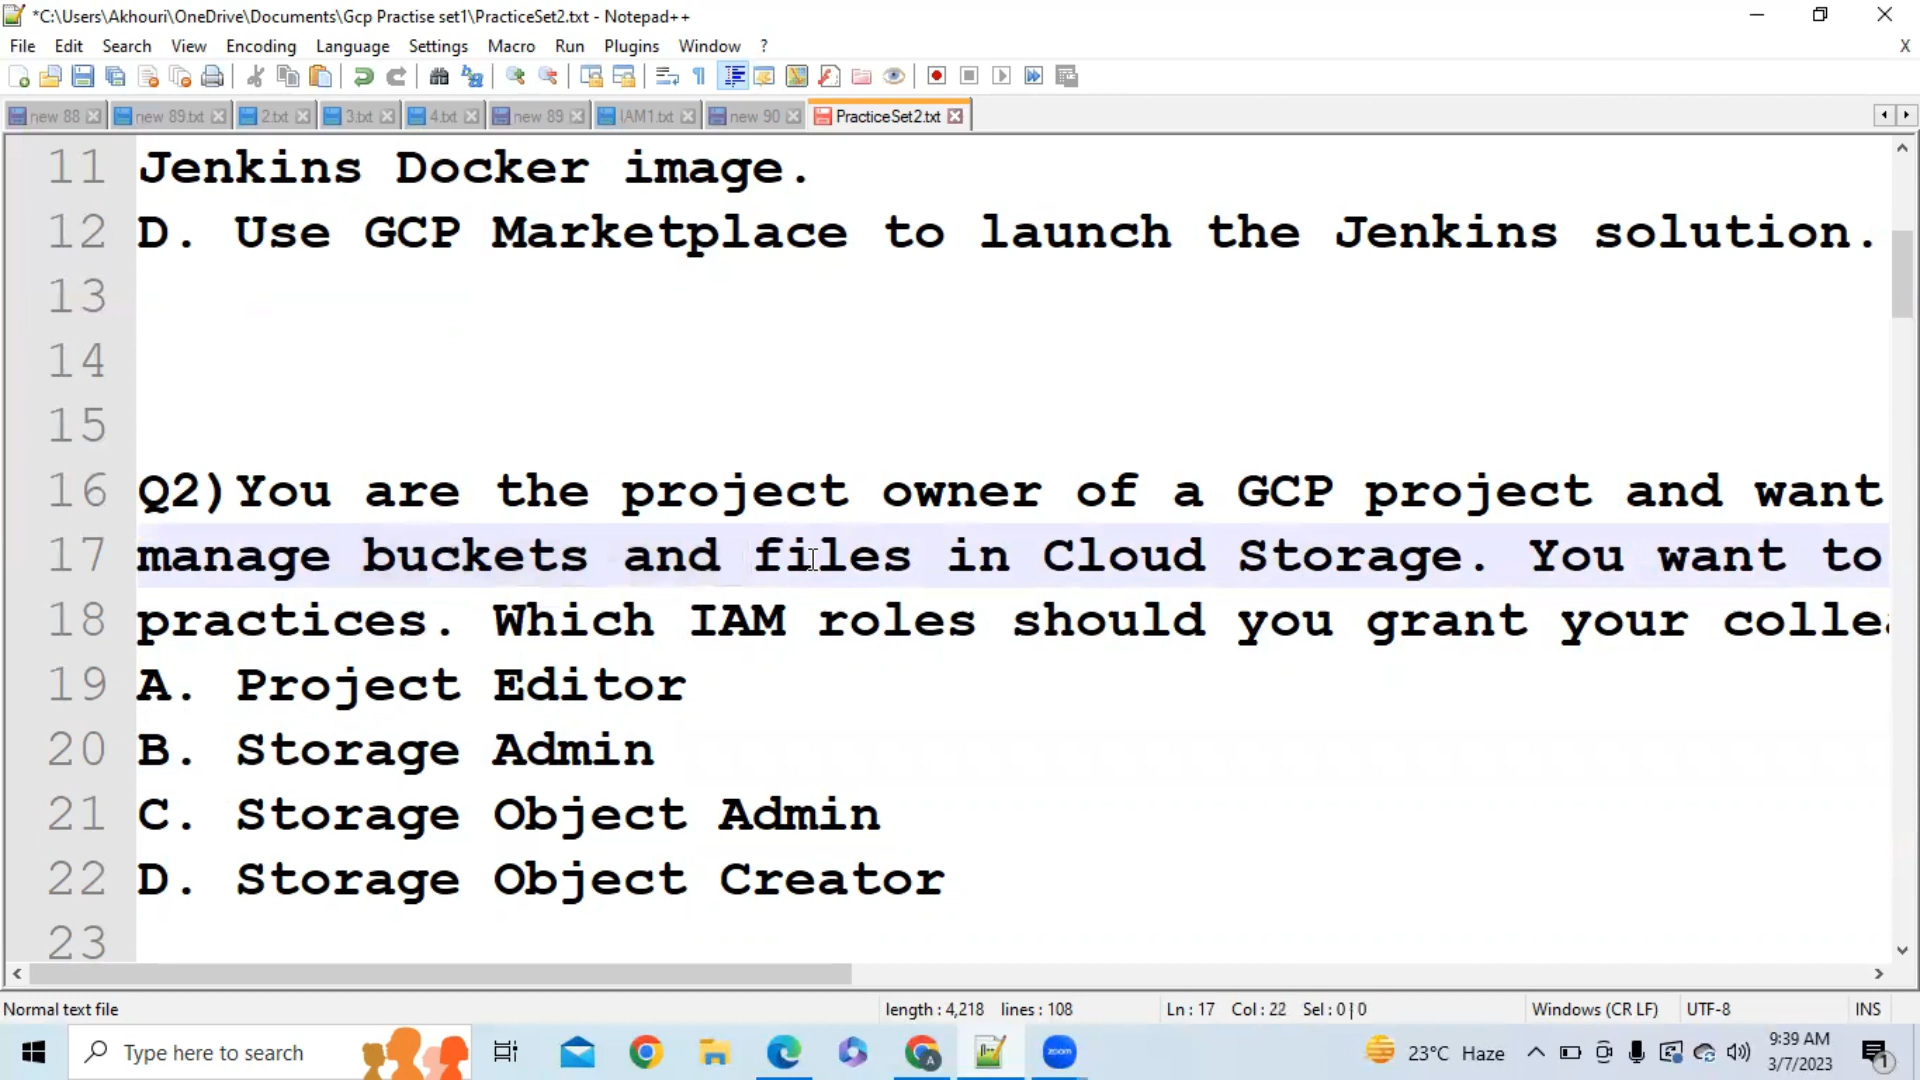 *C:\Users\Akhouri\OneDrive\Documents\Gcp Practise set1\PracticeSet2.txt - Notepad++
File Edit Search View Encoding Language Settings Macro Run Plugins Window ? X
new 88 new 89.txt 2.txt 3.txt 4.txt new 89 IAM1.txt new 90 PracticeSet2.txt
11 Jenkins Docker image.
12 D. Use GCP Marketplace to launch the Jenkins solution.
13
14
15
16 Q2)You are the project owner of a GCP project and want
17 manage buckets and files in Cloud Storage. You want to
18 practices. Which IAM roles should you grant your collea
19 A. Project Editor
20 B. Storage Admin
21 C. Storage Object Admin
22 D. Storage Object Creator
23
Normal text file length : 4,218 lines : 108 Ln : 17 Col : 22 Sel : 0 | 0 Windows (CR LF) UTF-8 INS
Type here to search zoom A 23°C Haze 9:39 AM
3/7/2023 1